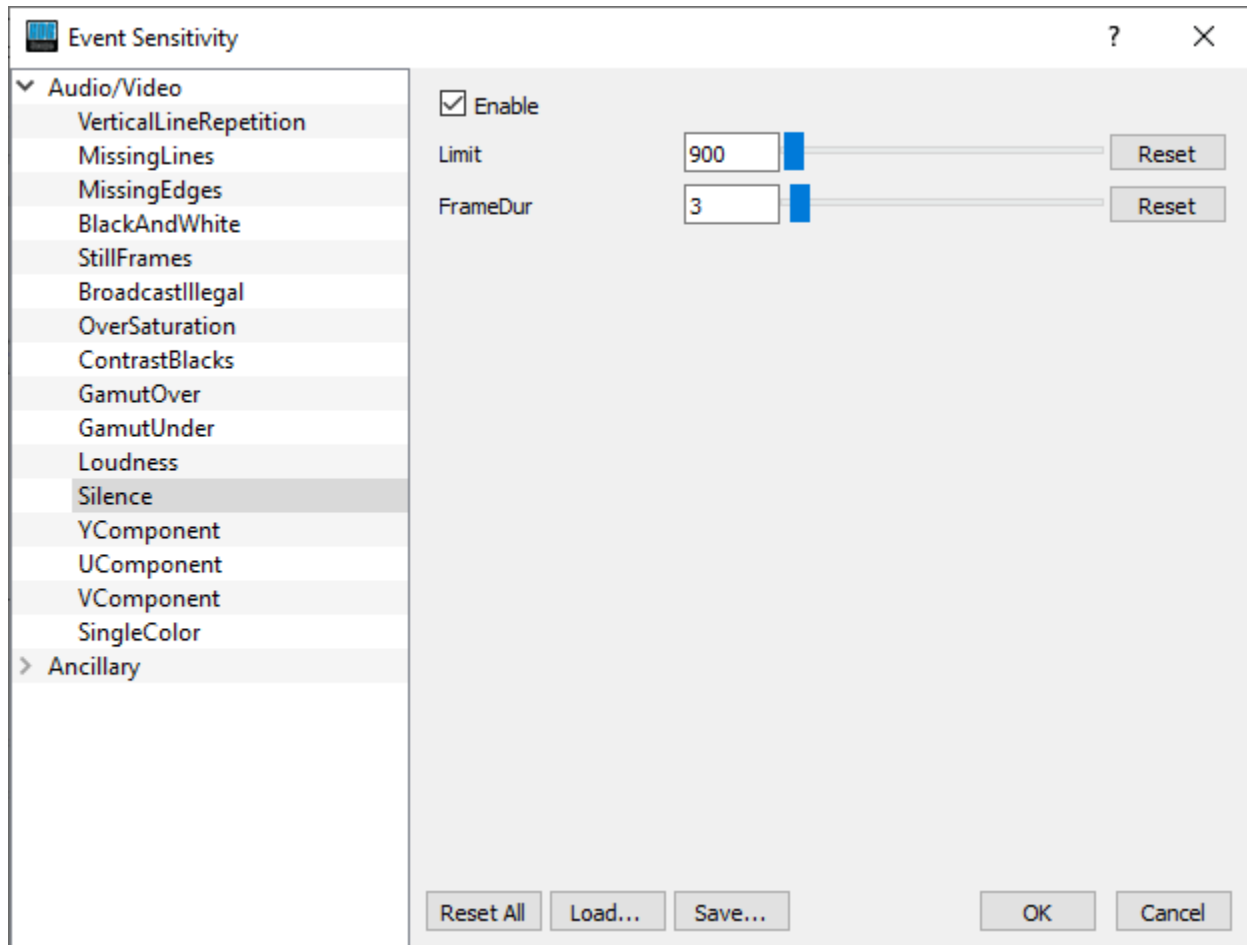 Event Sensitivity
?
Audio/Video
VerticalLineRepetition
MissingLines
MissingEdges
BlackAndWhite
StillFrames
BroadcastIllegal
OverSaturation
ContrastBlacks
GamutOver
GamutUnder
Loudness
Silence
YComponent
UComponent
VComponent
SingleColor
Ancillary
Enable
Limit 900 Reset
FrameDur 3 Reset
Reset All Load... Save... OK Cancel